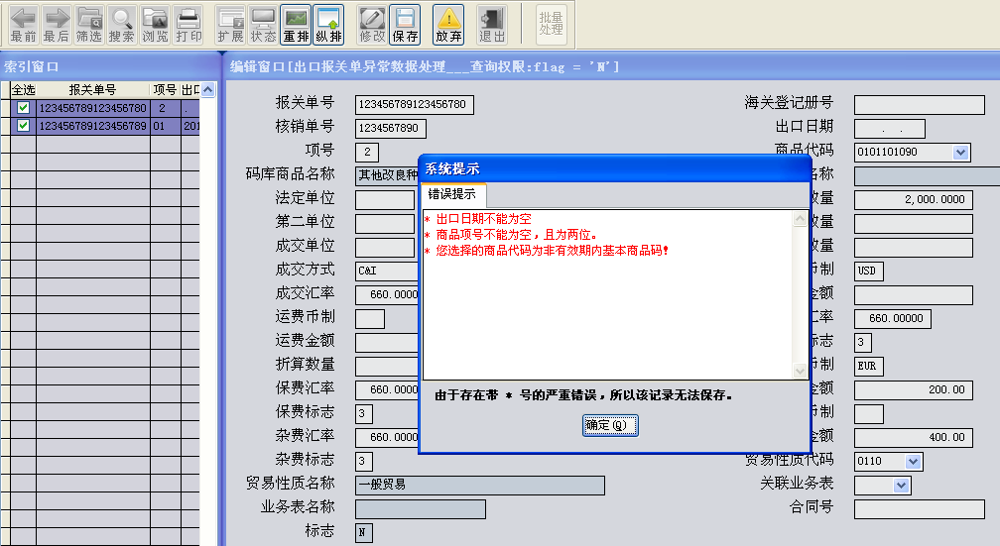 最前 最后 筛选 搜索 浏览 打印 扩展 状态 重排 纵排 修改 保存 放弃 退出 批量处理
索引窗口
编辑窗口[出口报关单异常数据处理___查询权限:flag = 'N']
全选 报关单号 项号 出口
123456789123456780 2 .
123456789123456789 01 201
报关单号 123456789123456780 海关登记册号
核销单号 1234567890 出口日期 . .
项号 2 商品代码 0101101090
码库商品名称 其他改良种 名称
法定单位 数量 2,000.0000
第二单位 数量
成交单位 数量
成交方式 C&I 币制 USD
成交汇率 660.0000 金额
运费币制 汇率 660.00000
运费金额 标志 3
折算数量 币制 EUR
保费汇率 660.0000 金额 200.00
保费标志 3 币制
杂费汇率 660.0000 金额 400.00
杂费标志 3 贸易性质代码 0110
贸易性质名称 一般贸易 关联业务表
业务表名称 合同号
标志 N
系统提示
错误提示
* 出口日期不能为空
* 商品项号不能为空，且为两位。
* 您选择的商品代码为非有效期内基本商品码!
由于存在带 * 号的严重错误，所以该记录无法保存。
确定(Q)